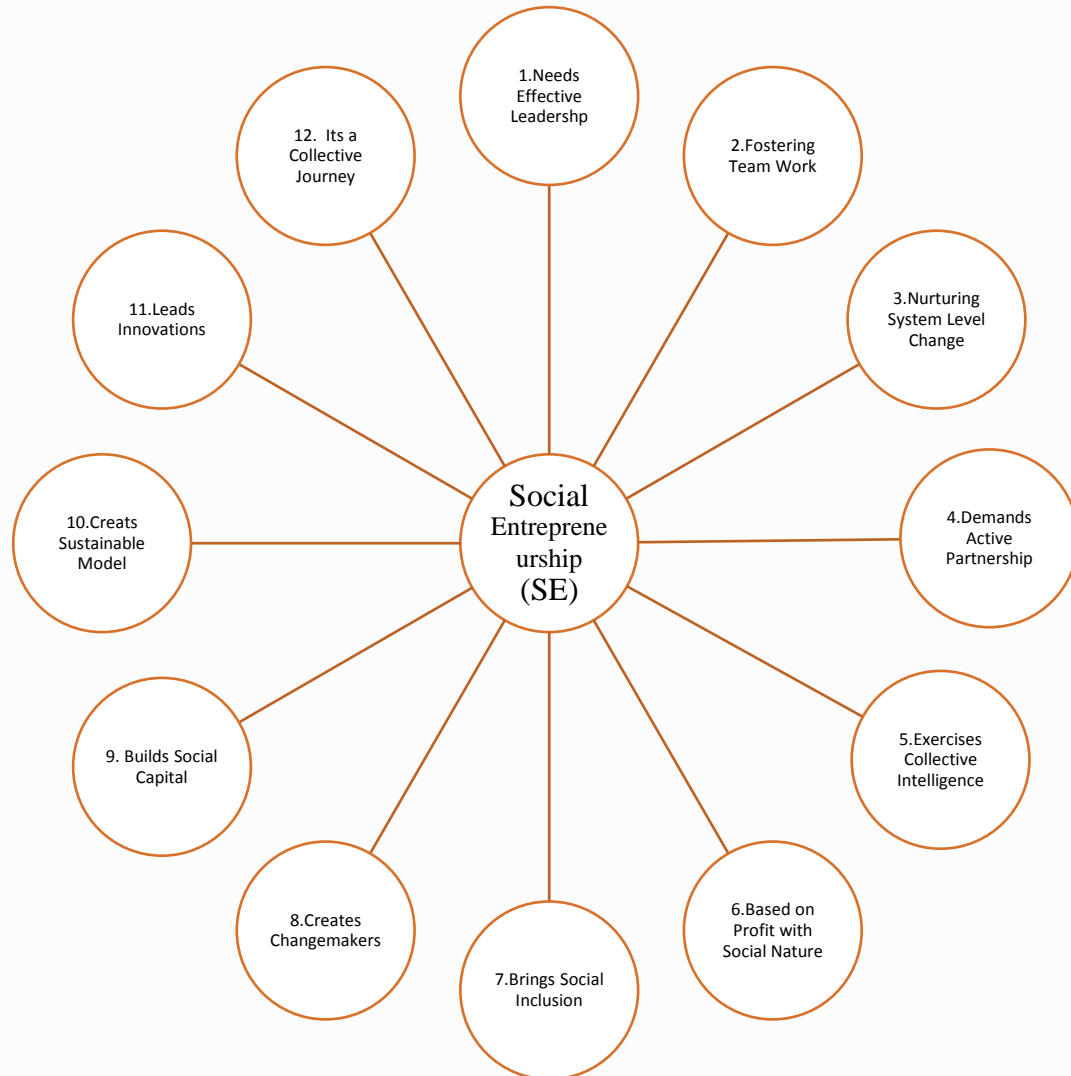 1.Needs
Effective
Leadershp
2.Fostering
Team Work
3.Nurturing
System Level
Change
4.Demands
Active
Partnership
5.Exercises
Collective
Intelligence
6.Based on
Profit with
Social Nature
7.Brings Social
Inclusion
8.Creates
Changemakers
9. Builds Social
Capital
10.Creats
Sustainable
Model
11.Leads
Innovations
12.  Its a
Collective
Journey
Social
Entreprene
urship
(SE)